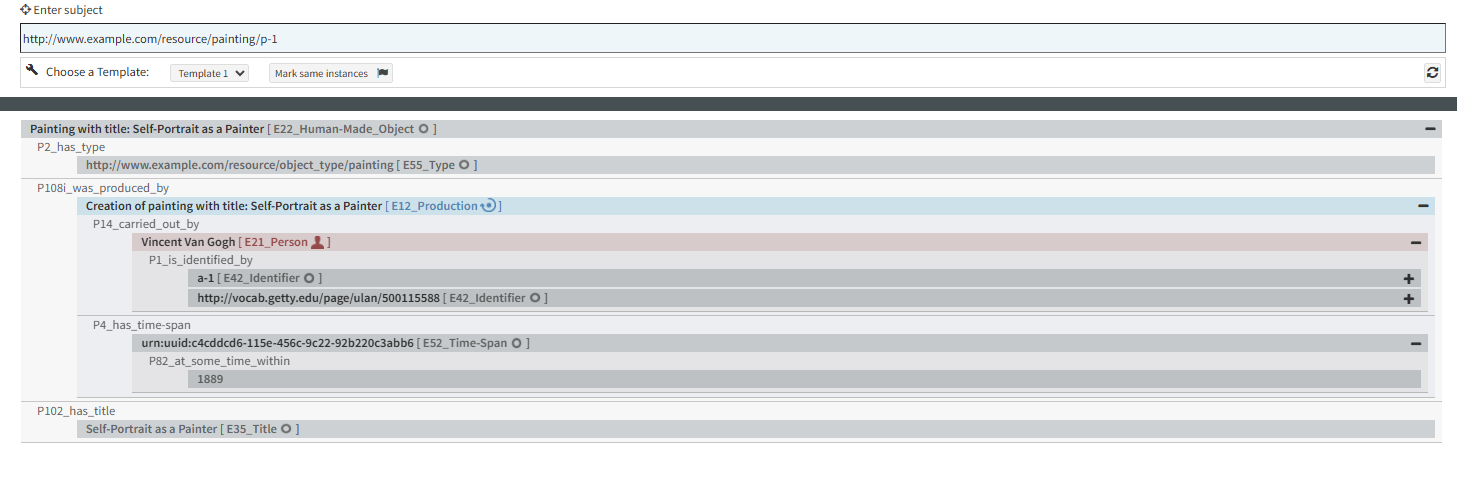 Enter subject
http://www.example.com/resource/painting/p-1
Choose a Template: Template 1 Mark same instances
Painting with title: Self-Portrait as a Painter [ E22_Human-Made_Object ]
P2_has_type
http://www.example.com/resource/object_type/painting [ E55_Type ]
P108i_was_produced_by
Creation of painting with title: Self-Portrait as a Painter [ E12_Production ]
P14_carried_out_by
Vincent Van Gogh [ E21_Person ]
P1_is_identified_by
a-1 [ E42_Identifier ]
http://vocab.getty.edu/page/ulan/500115588 [ E42_Identifier ]
P4_has_time-span
urn:uuid:c4cddcd6-115e-456c-9c22-92b220c3abb6 [ E52_Time-Span ]
P82_at_some_time_within
1889
P102_has_title
Self-Portrait as a Painter [ E35_Title ]